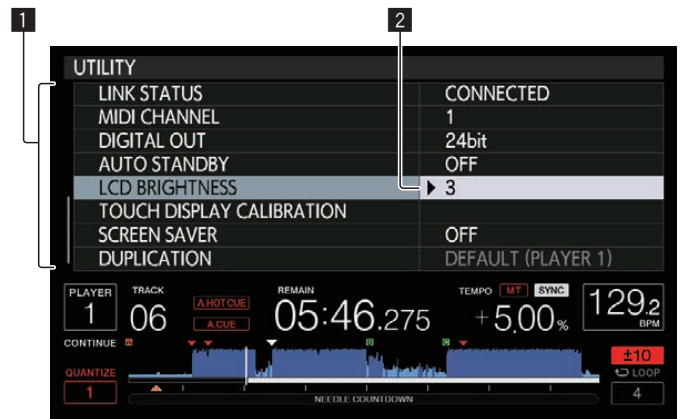 1 2
UTILITY
LINK STATUS CONNECTED
MIDI CHANNEL 1
DIGITAL OUT 24bit
AUTO STANDBY OFF
LCD BRIGHTNESS 3
TOUCH DISPLAY CALIBRATION
SCREEN SAVER OFF
DUPLICATION DEFAULT (PLAYER 1)
PLAYER TRACK REMAIN TEMPO MT SYNC
1 06 A.HOTCUE A.CUE 05:46.275 +5.00% 129.2 BPM
CONTINUE A B C
±10
QUANTIZE LOOP
1 NEEDLE COUNTDOWN 4